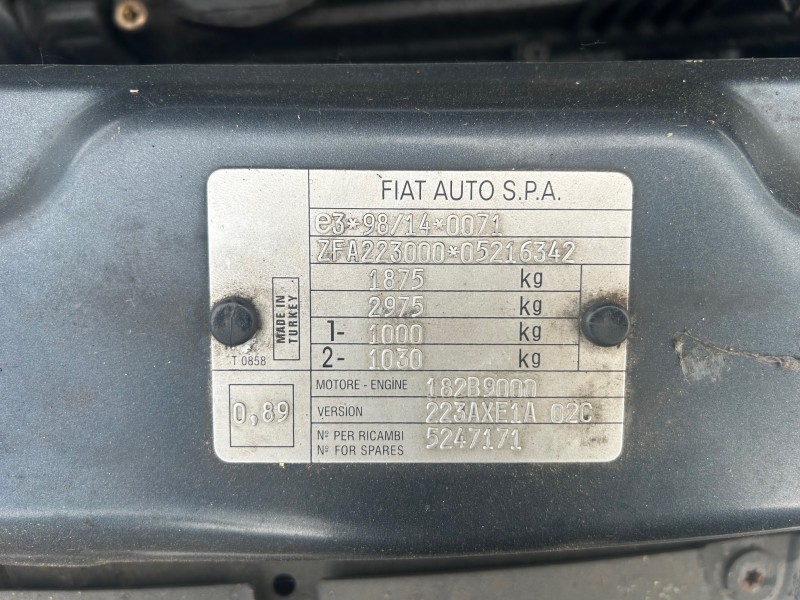 FIAT AUTO S.P.A.
e3*98/14*0071
ZFA223000*05216342
1875 kg
2975 kg
1- 1000 kg
2- 1030 kg
MADE IN
TURKEY
T 0858
0,89
MOTORE - ENGINE 182B9000
VERSION 223AXE1A 02C
Nº PER RICAMBI
Nº FOR SPARES 5247171